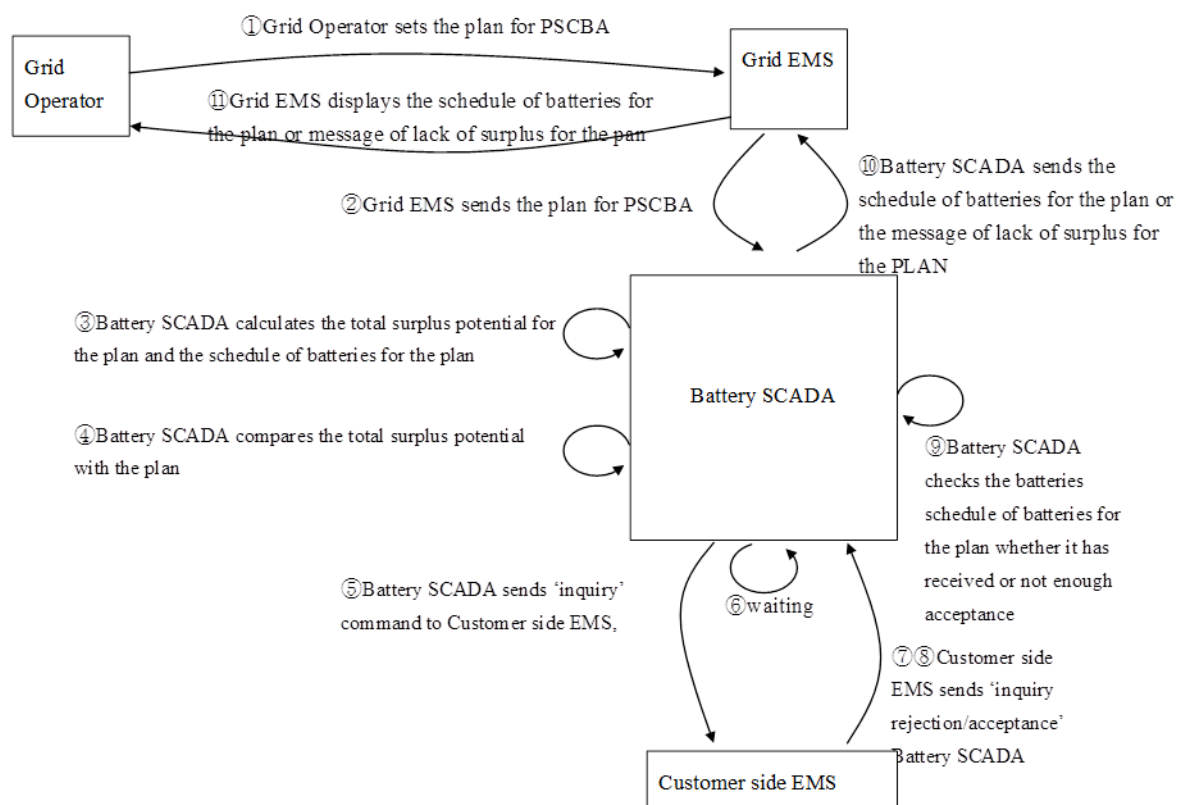 ①Grid Operator sets the plan for PSCBA
Grid
Operator
Grid EMS
⑪Grid EMS displays the schedule of batteries for
the plan or message of lack of surplus for the pan
②Grid EMS sends the plan for PSCBA
⑩Battery SCADA sends the
schedule of batteries for the plan or
the message of lack of surplus for
the PLAN
③Battery SCADA calculates the total surplus potential for
the plan and the schedule of batteries for the plan
Battery SCADA
④Battery SCADA compares the total surplus potential
with the plan
⑨Battery SCADA
checks the batteries
schedule of batteries for
the plan whether it has
received or not enough
acceptance
⑤Battery SCADA sends ‘inquiry’
command to Customer side EMS,
⑥waiting
⑦⑧Customer side
EMS sends ‘inquiry
rejection/acceptance’
Battery SCADA
Customer side EMS